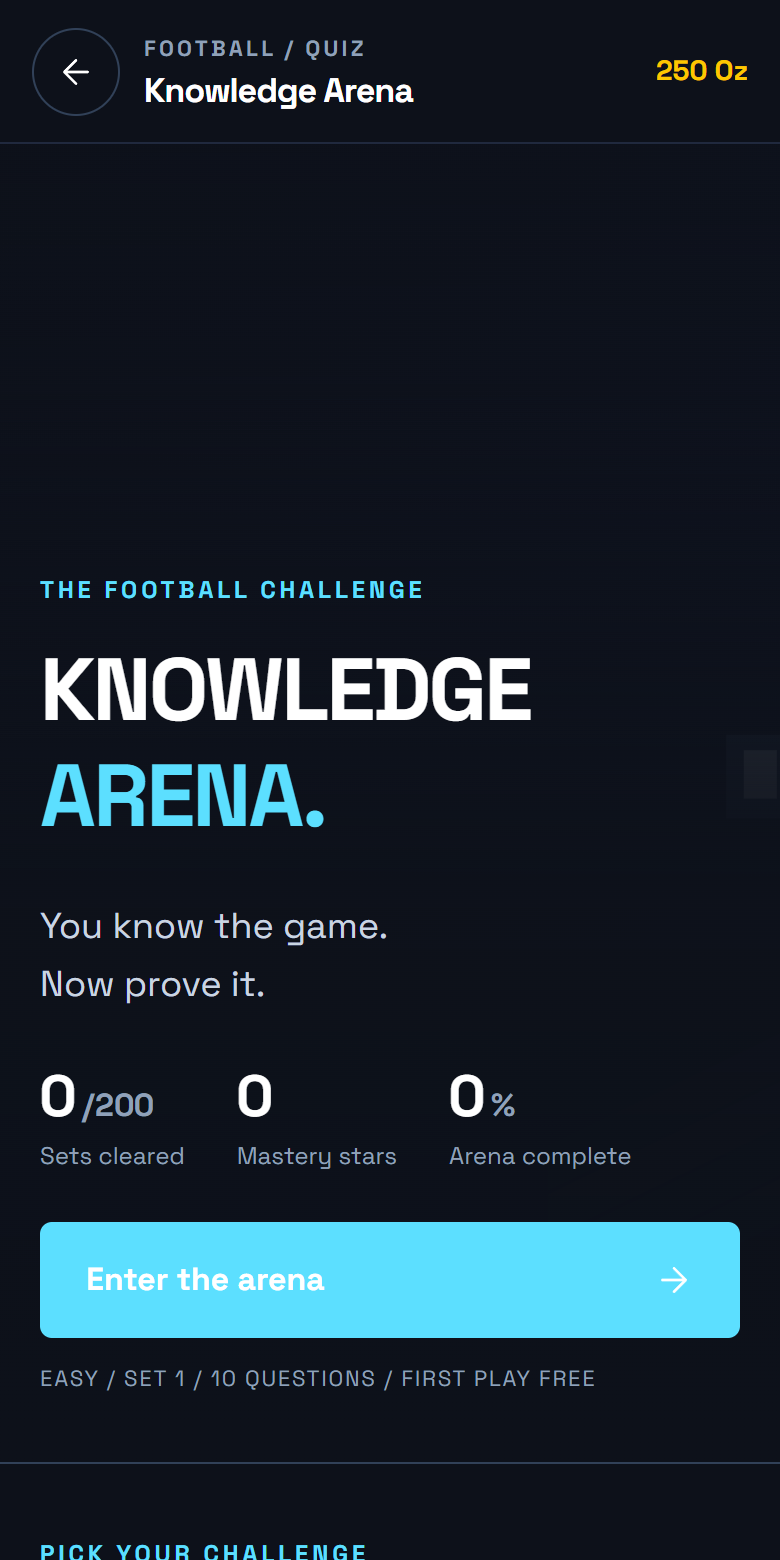 FOOTBALL / QUIZ
Knowledge Arena
250 Oz
THE FOOTBALL CHALLENGE
KNOWLEDGE
ARENA.
You know the game.
Now prove it.
0/200
Sets cleared
0
Mastery stars
0%
Arena complete
Enter the arena
EASY / SET 1 / 10 QUESTIONS / FIRST PLAY FREE
PICK YOUR CHALLENGE